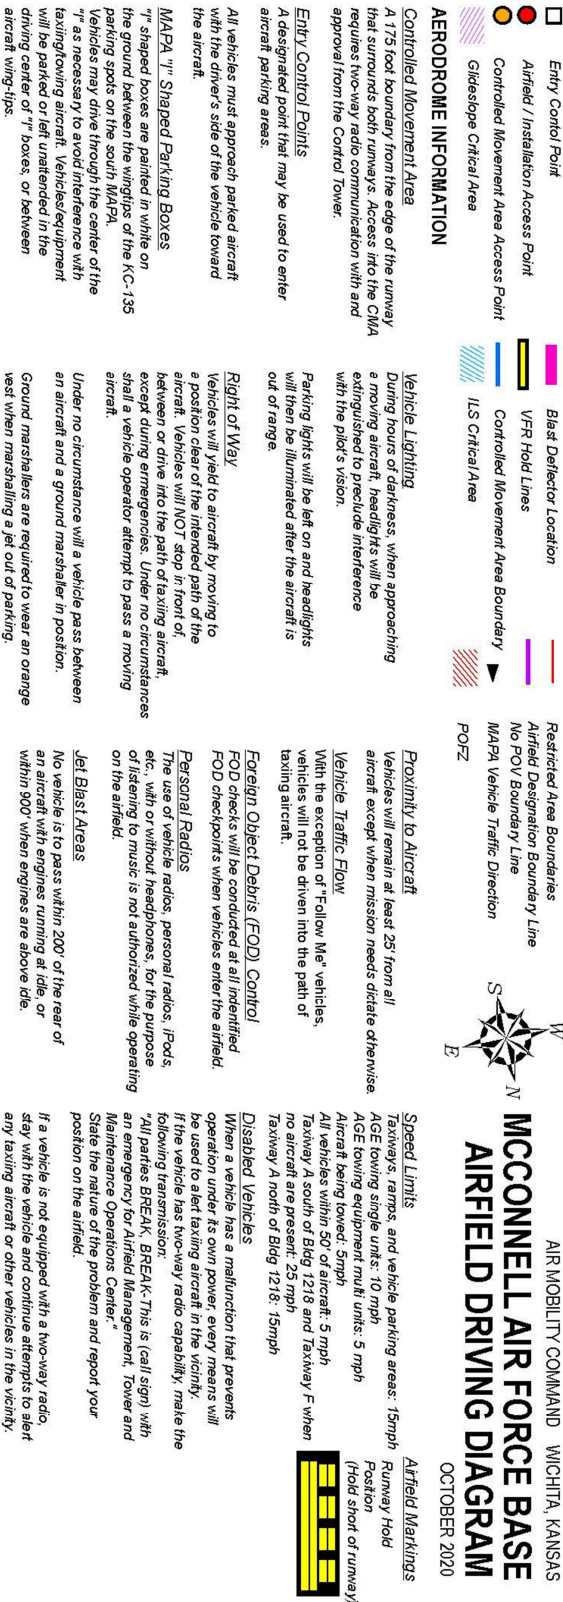 AIR MOBILITY COMMAND WICHITA, KANSAS
MCCONNELL AIR FORCE BASE
AIRFIELD DRIVING DIAGRAM
OCTOBER 2020
W
S
N
E
Entry Contol Point
Airfield / Installation Access Point
Controlled Movement Area Access Point
Glideslope Critical Area
Blast Deflector Location
VFR Hold Lines
Controlled Movement Area Boundary
ILS Critical Area
Restricted Area Boundaries
Airfield Designation Boundary Line
No POV Boundary Line
MAPA Vehicle Traffic Direction
POFZ
AERODROME INFORMATION
Controlled Movement Area
A 175 foot boundary from the edge of the runway
that surrounds both runways. Access into the CMA
requires two-way radio communication with and
approval from the Control Tower.
Entry Control Points
A designated point that may be used to enter
aircraft parking areas.
All vehicles must approach parked aircraft
with the driver's side of the vehicle toward
the aircraft.
MAPA "I" Shaped Parking Boxes
"I" shaped boxes are painted in white on
the ground between the wingtips of the KC-135
parking spots on the south MAPA.
Vehicles may drive through the center of the
"I" as necessary to avoid interference with
taxiing/towing aircraft. Vehicles/equipment
will be parked or left unattended in the
driving center of "I" boxes, or between
aircraft wing-tips.
Vehicle Lighting
During hours of darkness, when approaching
a moving aircraft, headlights will be
extinguished to preclude interference
with the pilot's vision.
Parking lights will be left on and headlights
will then be illuminated after the aircraft is
out of range.
Right of Way
Vehicles will yield to aircraft by moving to
a position clear of the intended path of the
aircraft. Vehicles will NOT stop in front of,
between or drive into the path of taxiing aircraft,
except during ermergencies. Under no circumstances
shall a vehicle operator attempt to pass a moving
aircraft.
Under no circumstance will a vehicle pass between
an aircraft and a ground marshaller in position.
Ground marshallers are required to wear an orange
vest when marshalling a jet out of parking.
Proximity to Aircraft
Vehicles will remain at least 25' from all
aircraft except when mission needs dictate otherwise.
Vehicle Traffic Flow
With the exception of "Follow Me" vehicles,
vehicles will not be driven into the path of
taxiing aircraft.
Foreign Object Debris (FOD) Control
FOD checks will be conducted at all indentified
FOD checkpoints when vehicles enter the airfield.
Personal Radios
The use of vehicle radios, personal radios, iPods,
etc., with or without headphones, for the purpose
of listening to music is not authorized while operating
on the airfield.
Jet Blast Areas
No vehicle is to pass within 200' of the rear of
an aircraft with engines running at idle, or
within 900' when engines are above idle.
Speed Limits
Taxiways, ramps, and vehicle parking areas: 15mph
AGE towing single units: 10 mph
AGE towing equipment multi units: 5 mph
Aircraft being towed: 5mph
All vehicles within 50' of aircraft: 5 mph
Taxiway A south of Bldg 1218 and Taxiway F when
no aircraft are present: 25 mph
Taxiway A north of Bldg 1218: 15mph
Disabled Vehicles
When a vehicle has a malfunction that prevents
operation under its own power, every means will
be used to alert taxiing aircraft in the vicinity.
If the vehicle has two-way radio capability, make the
following transmission:
"All parties BREAK, BREAK-This is (call sign) with
an emergency for Airfield Management, Tower and
Maintenance Operations Center."
State the nature of the problem and report your
position on the airfield.
If a vehicle is not equipped with a two-way radio,
stay with the vehicle and continue attempts to alert
any taxiing aircraft or other vehicles in the vicinity.
Airfield Markings
Runway Hold
Position
(Hold short of runway)